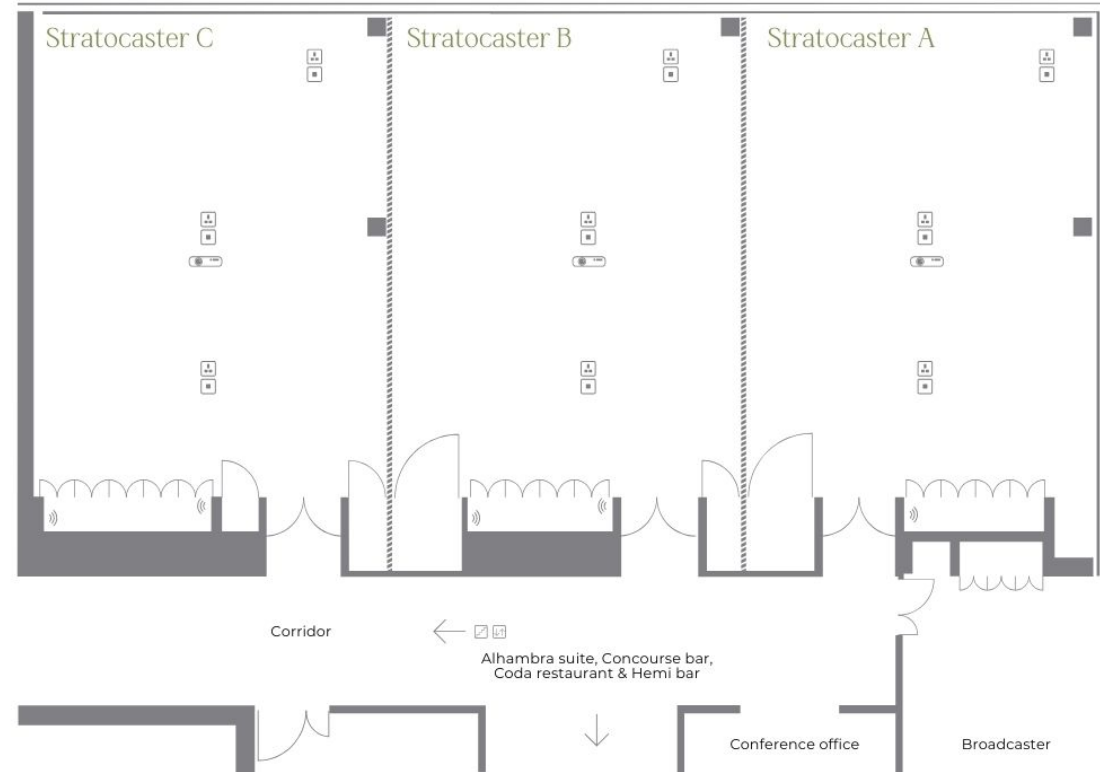 Stratocaster C
Stratocaster B
Stratocaster A
Corridor
Alhambra suite, Concourse bar,
Coda restaurant & Hemi bar
Conference office
Broadcaster